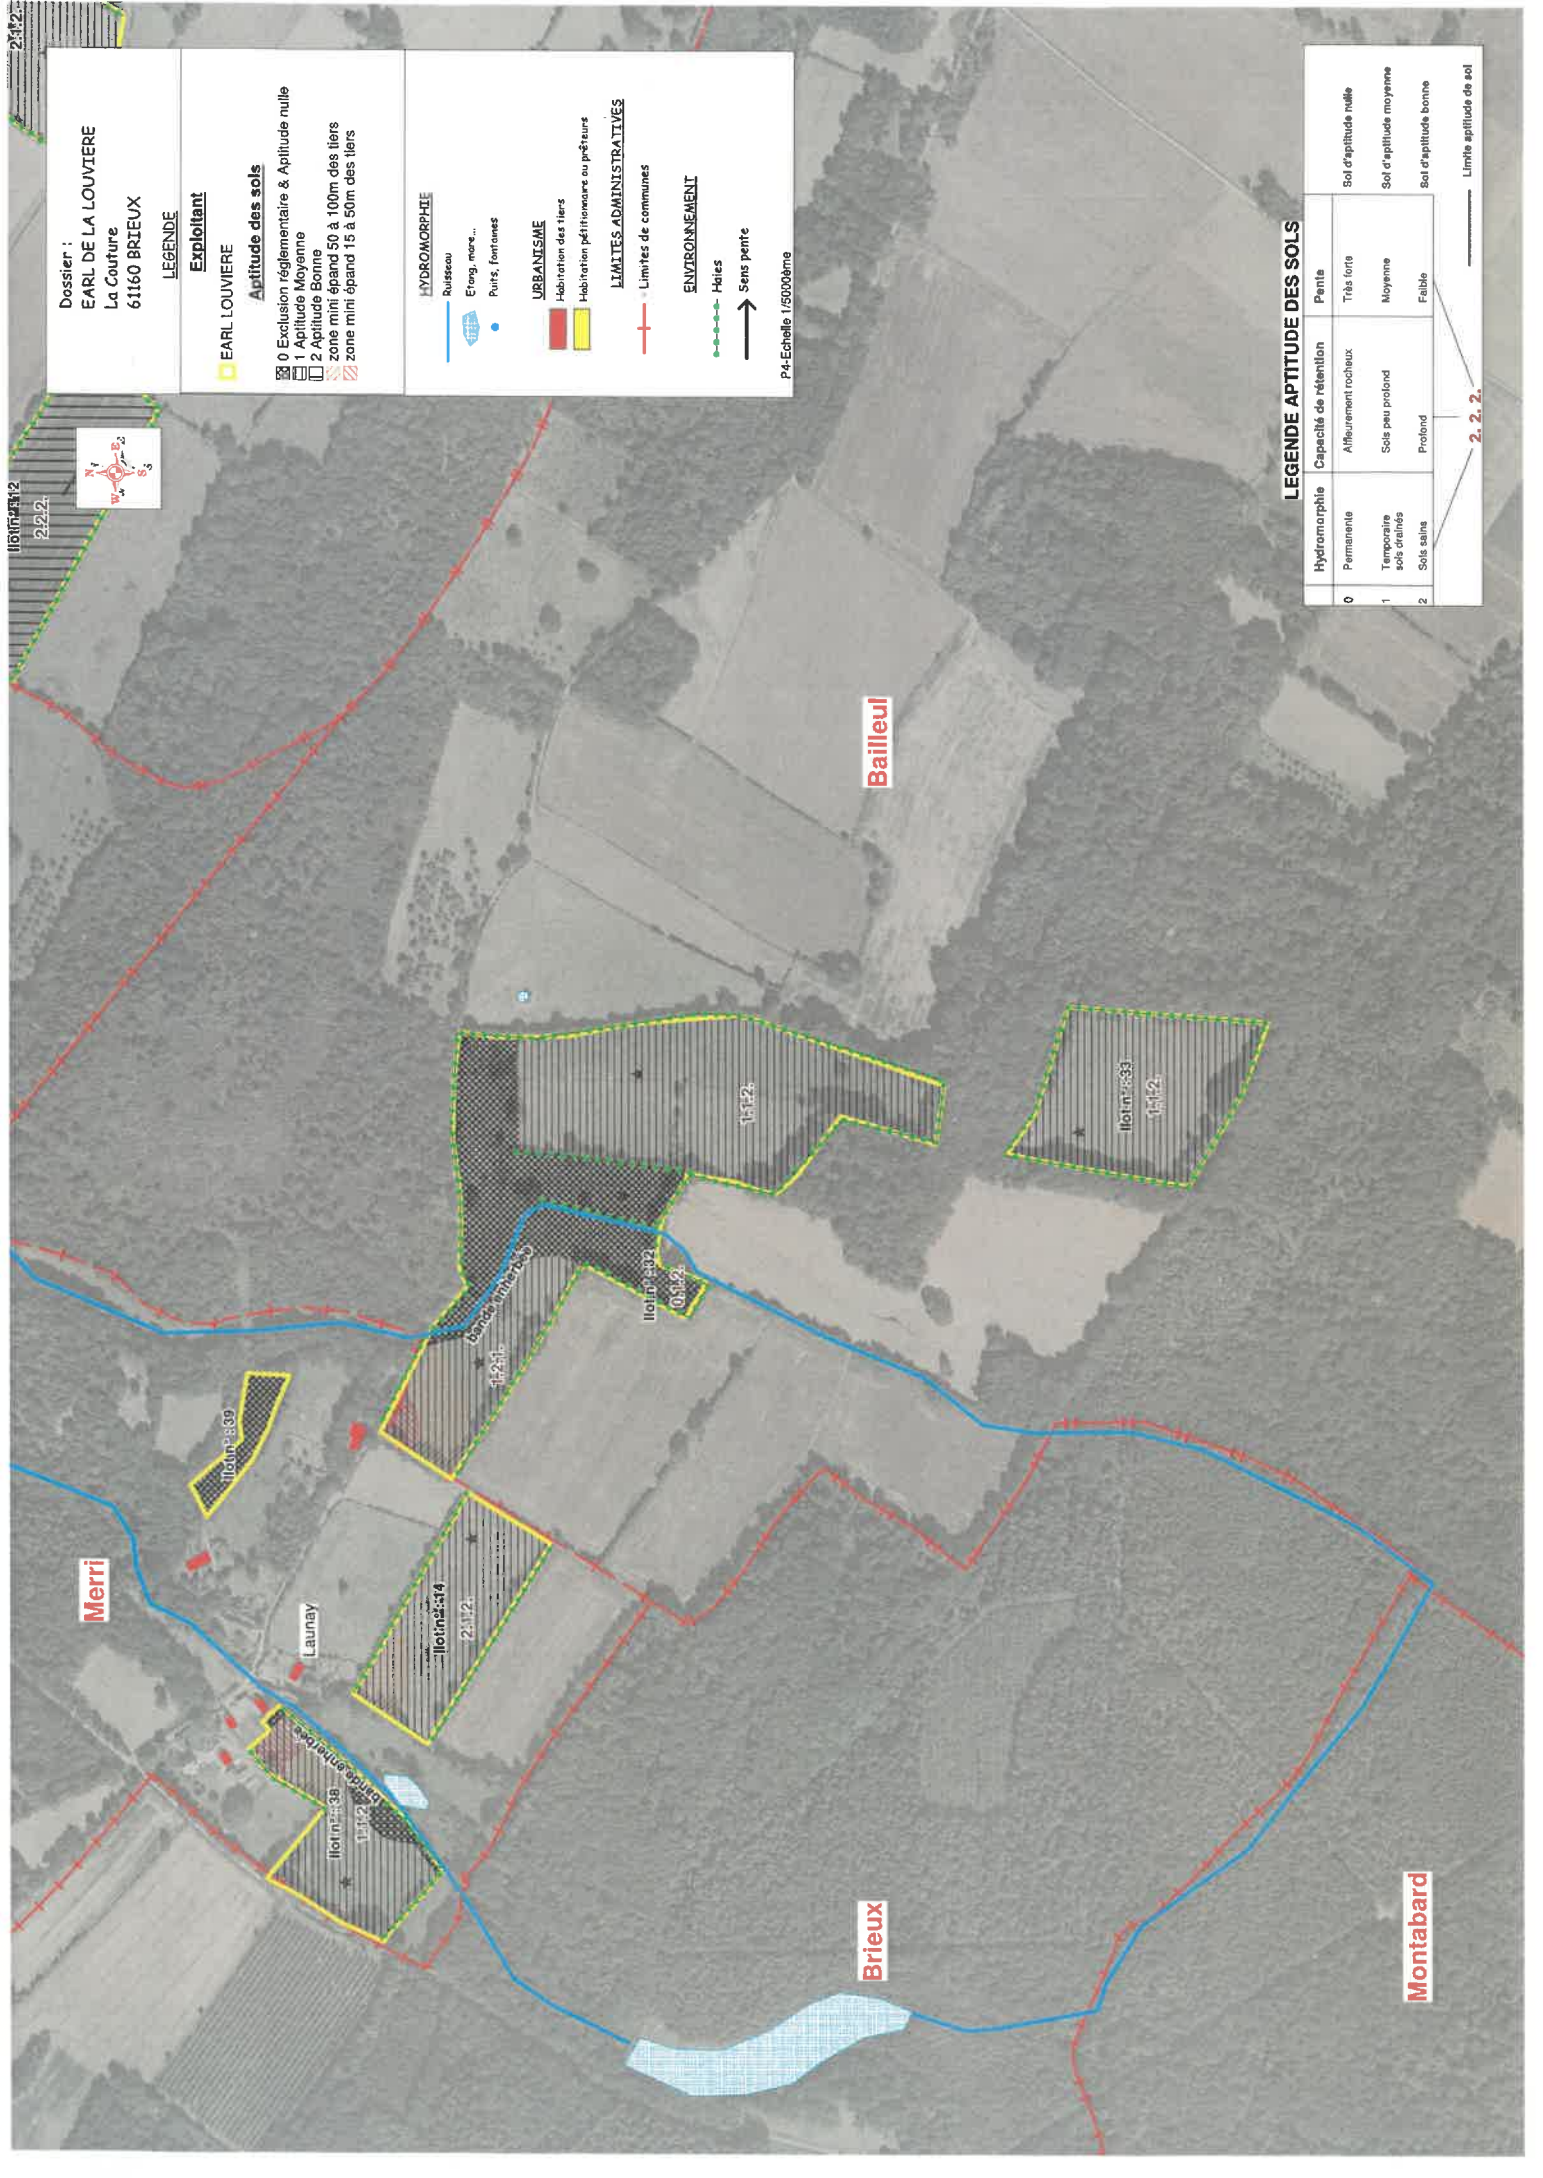 Dossier :
EARL DE LA LOUVIERE
La Couture
61160 BRIEUX
LEGENDE
Exploitant
EARL LOUVIERE
Aptitude des sols
0 Exclusion réglementaire & Aptitude nulle
1 Aptitude Moyenne
2 Aptitude Bonne
zone mini épand 50 à 100m des tiers
zone mini épand 15 à 50m des tiers
HYDROMORPHIE
Ruisseau
Etang, mare...
Puits, fontaines
URBANISME
Habitation des tiers
Habitation pétitionnaire ou prêteurs
LIMITES ADMINISTRATIVES
Limites de communes
ENVIRONNEMENT
Haies
Sens pente
P4-Echelle 1/5000ème
N
W
E
S
2.1.2.
2.2.2.
Merri
Launay
Ilot n° :39
Ilot n° :38
1.1.2.
bande enherbée
2.1.2.
1.2.1.
bande enherbée
Ilot n° :32
0.1.2.
1.1.2.
Ilot n° :33
1.1.2.
Bailleul
Brieux
Montabard
LEGENDE APTITUDE DES SOLS
Hydromorphie Capacité de rétention Pente
0 Permanente Affleurement rocheux Très forte Sol d'aptitude nulle
1 Temporaire sols drainés Sols peu profond Moyenne Sol d'aptitude moyenne
2 Sols sains Profond Faible Sol d'aptitude bonne
2. 2. 2.
Limite aptitude de sol